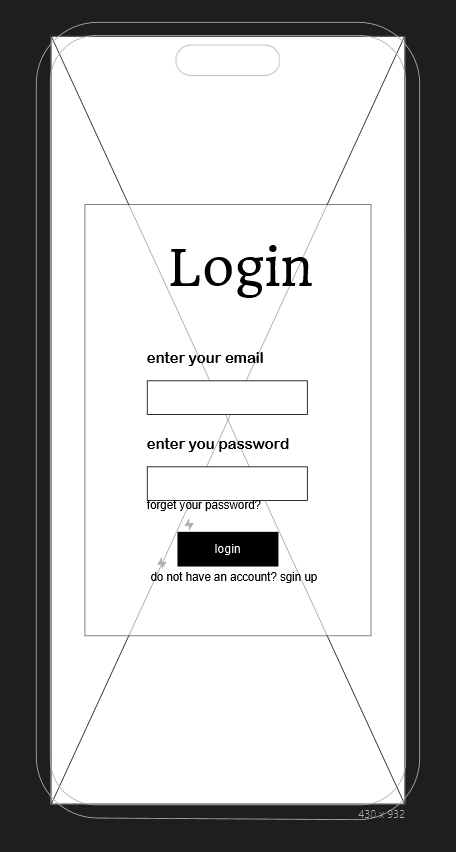 Login
enter your email
enter you password
forget your password?
login
do not have an account? sgin up
430 x 932